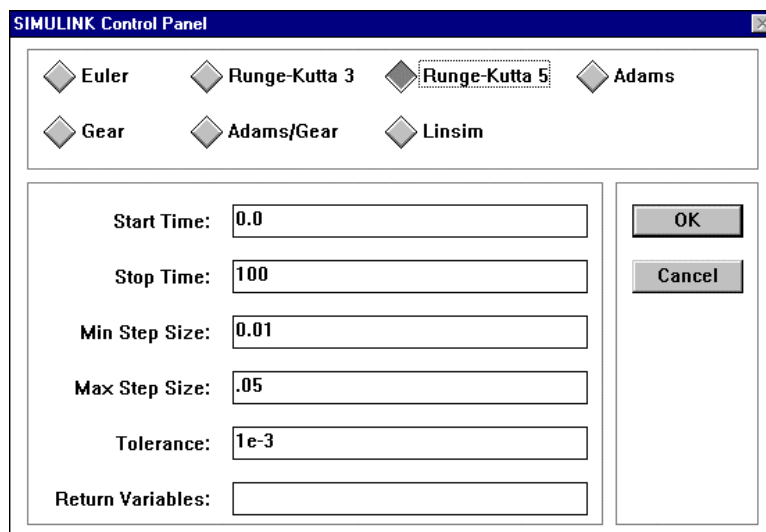 SIMULINK Control Panel
Euler Runge-Kutta 3 Runge-Kutta 5 Adams
Gear Adams/Gear Linsim
Start Time: 0.0 OK
Stop Time: 100 Cancel
Min Step Size: 0.01
Max Step Size: .05
Tolerance: 1e-3
Return Variables: